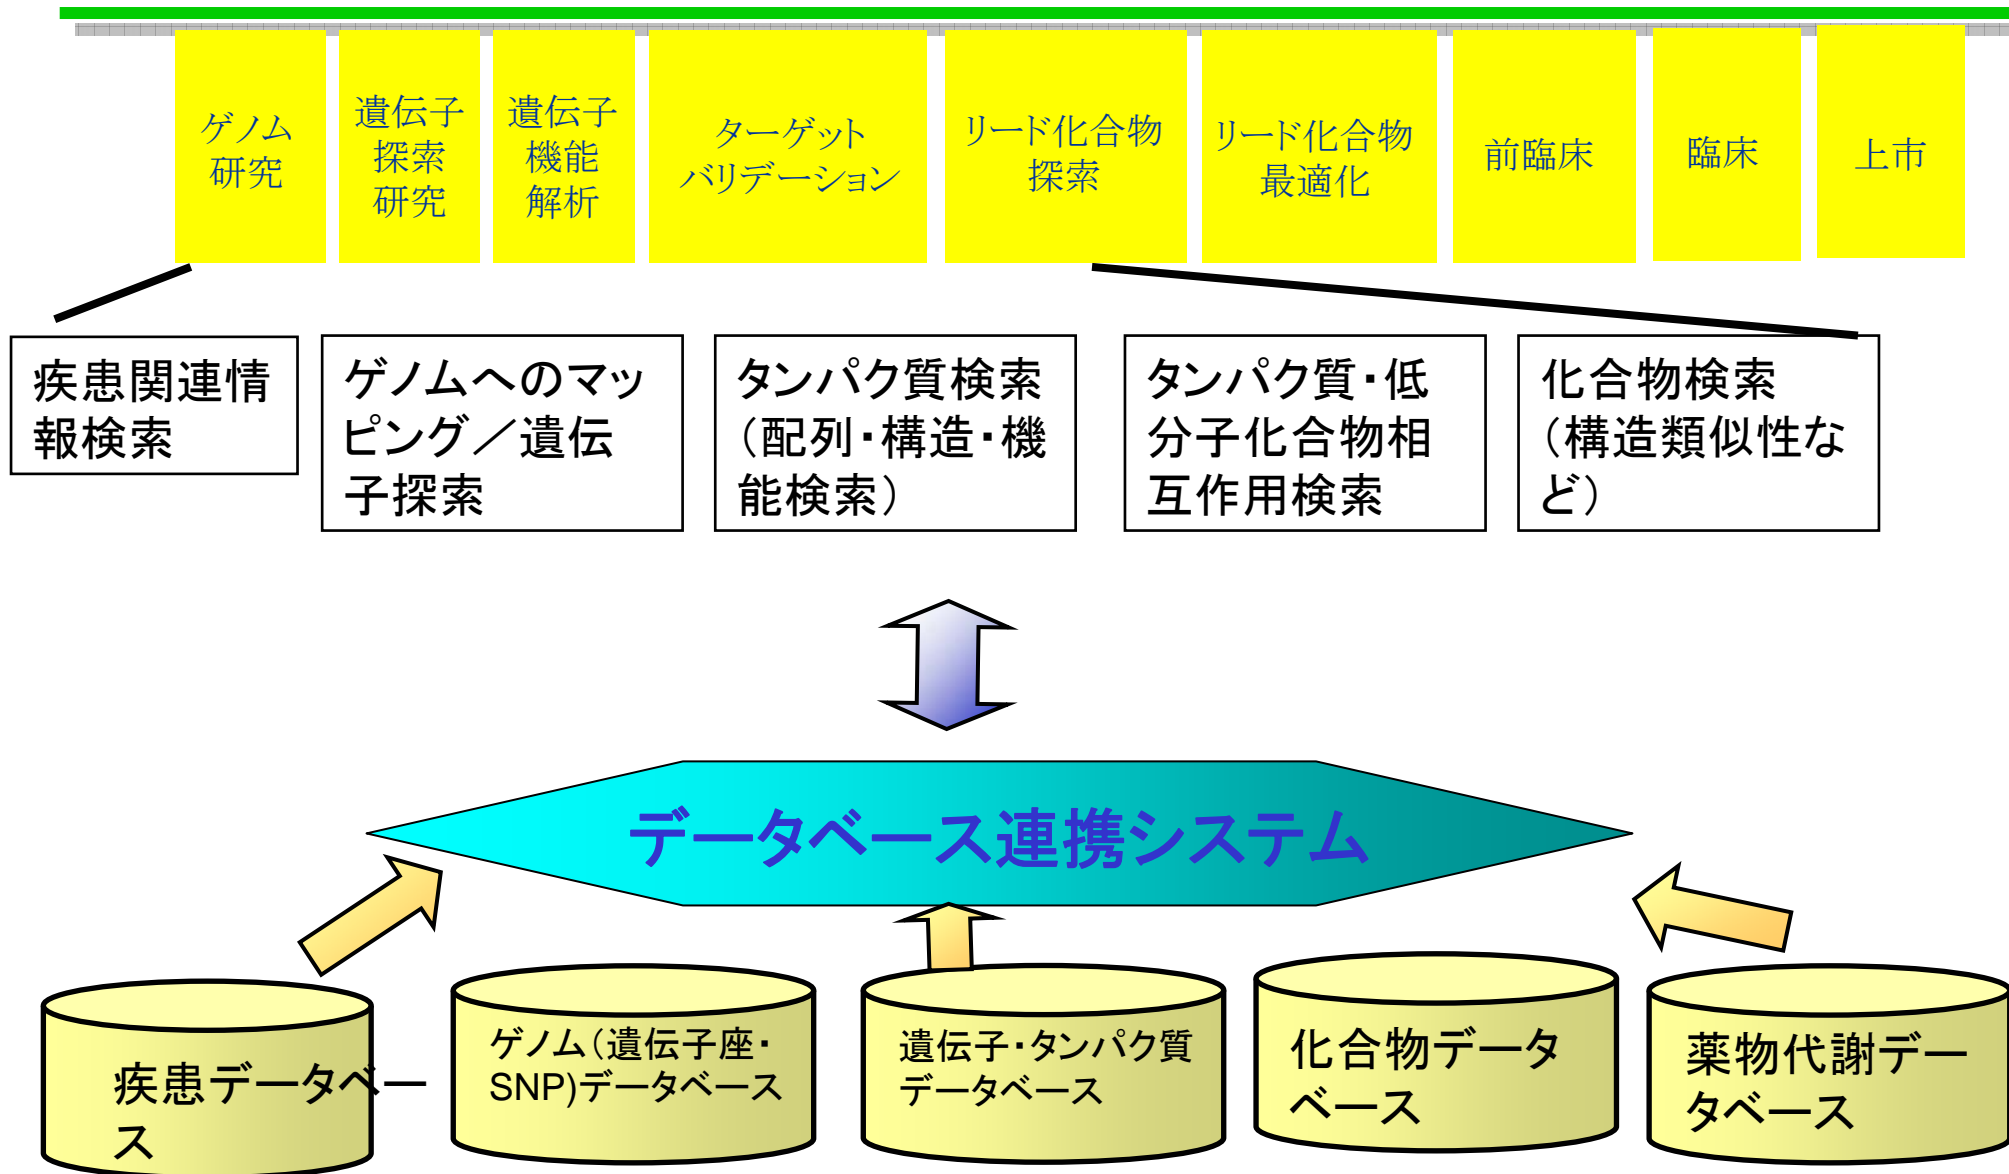 ゲノム
研究
遺伝子
探索
研究
遺伝子
機能
解析
ターゲット
バリデーション
リード化合物
探索
リード化合物
最適化
前臨床
臨床
上市
疾患関連情
報検索
ゲノムへのマッ
ピング／遺伝
子探索
タンパク質検索
（配列・構造・機
能検索）
タンパク質・低
分子化合物相
互作用検索
化合物検索
（構造類似性な
ど）
データベース連携システム
疾患データベー
ス
ゲノム（遺伝子座・
SNP)データベース
遺伝子・タンパク質
データベース
化合物データ
ベース
薬物代謝デー
タベース